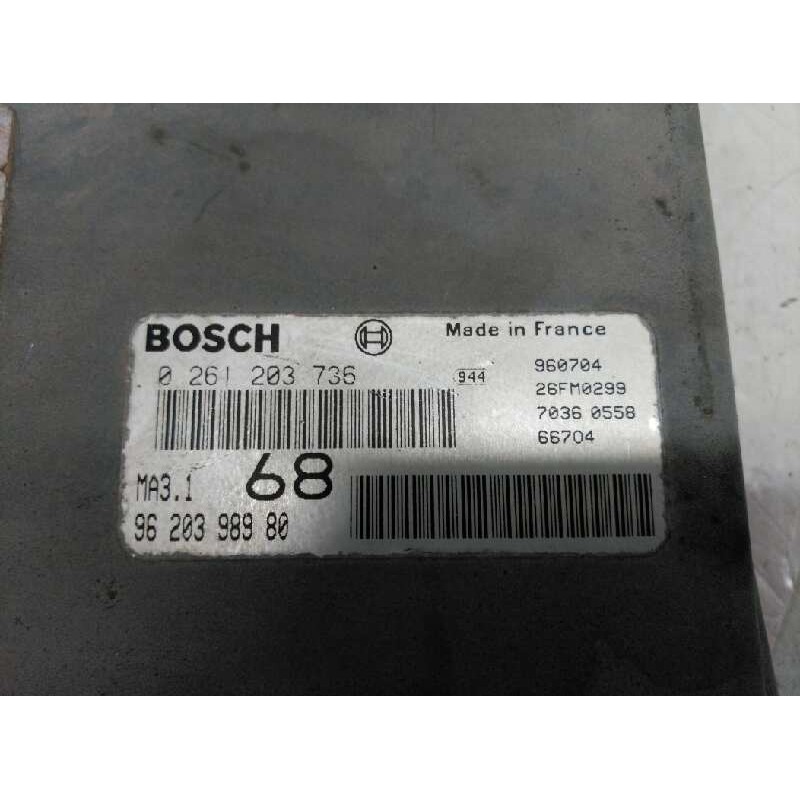 BOSCH
Made in France
0 261 203 736
944
960704
26FM0299
7036 0558
66704
MA3.1
68
96 203 989 80